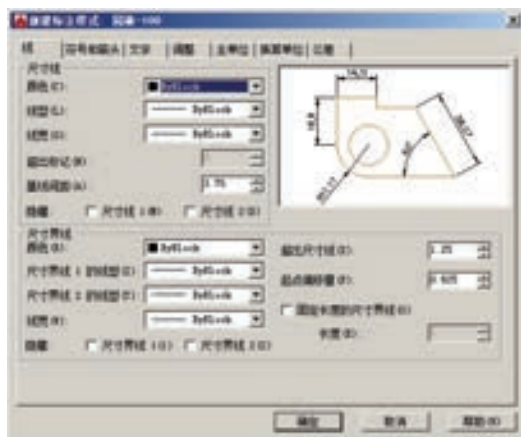 新建标注样式: 副本-100
线 符号和箭头 文字 调整 主单位 换算单位 公差
尺寸线
颜色(C): ByBlock
线型(L): ByBlock
线宽(G): ByBlock
超出标记(N):
基线间距(A): 3.75
隐藏: 尺寸线 1(M) 尺寸线 2(D)
14,11
尺寸界线
颜色(R): ByBlock
尺寸界线 1 的线型(I): ByBlock
尺寸界线 2 的线型(T): ByBlock
线宽(W): ByBlock
隐藏: 尺寸界线 1(1) 尺寸界线 2(2)
超出尺寸线(X): 1.25
起点偏移量(F): 0.625
固定长度的尺寸界线(O)
长度(E):
确定 取消 帮助(H)